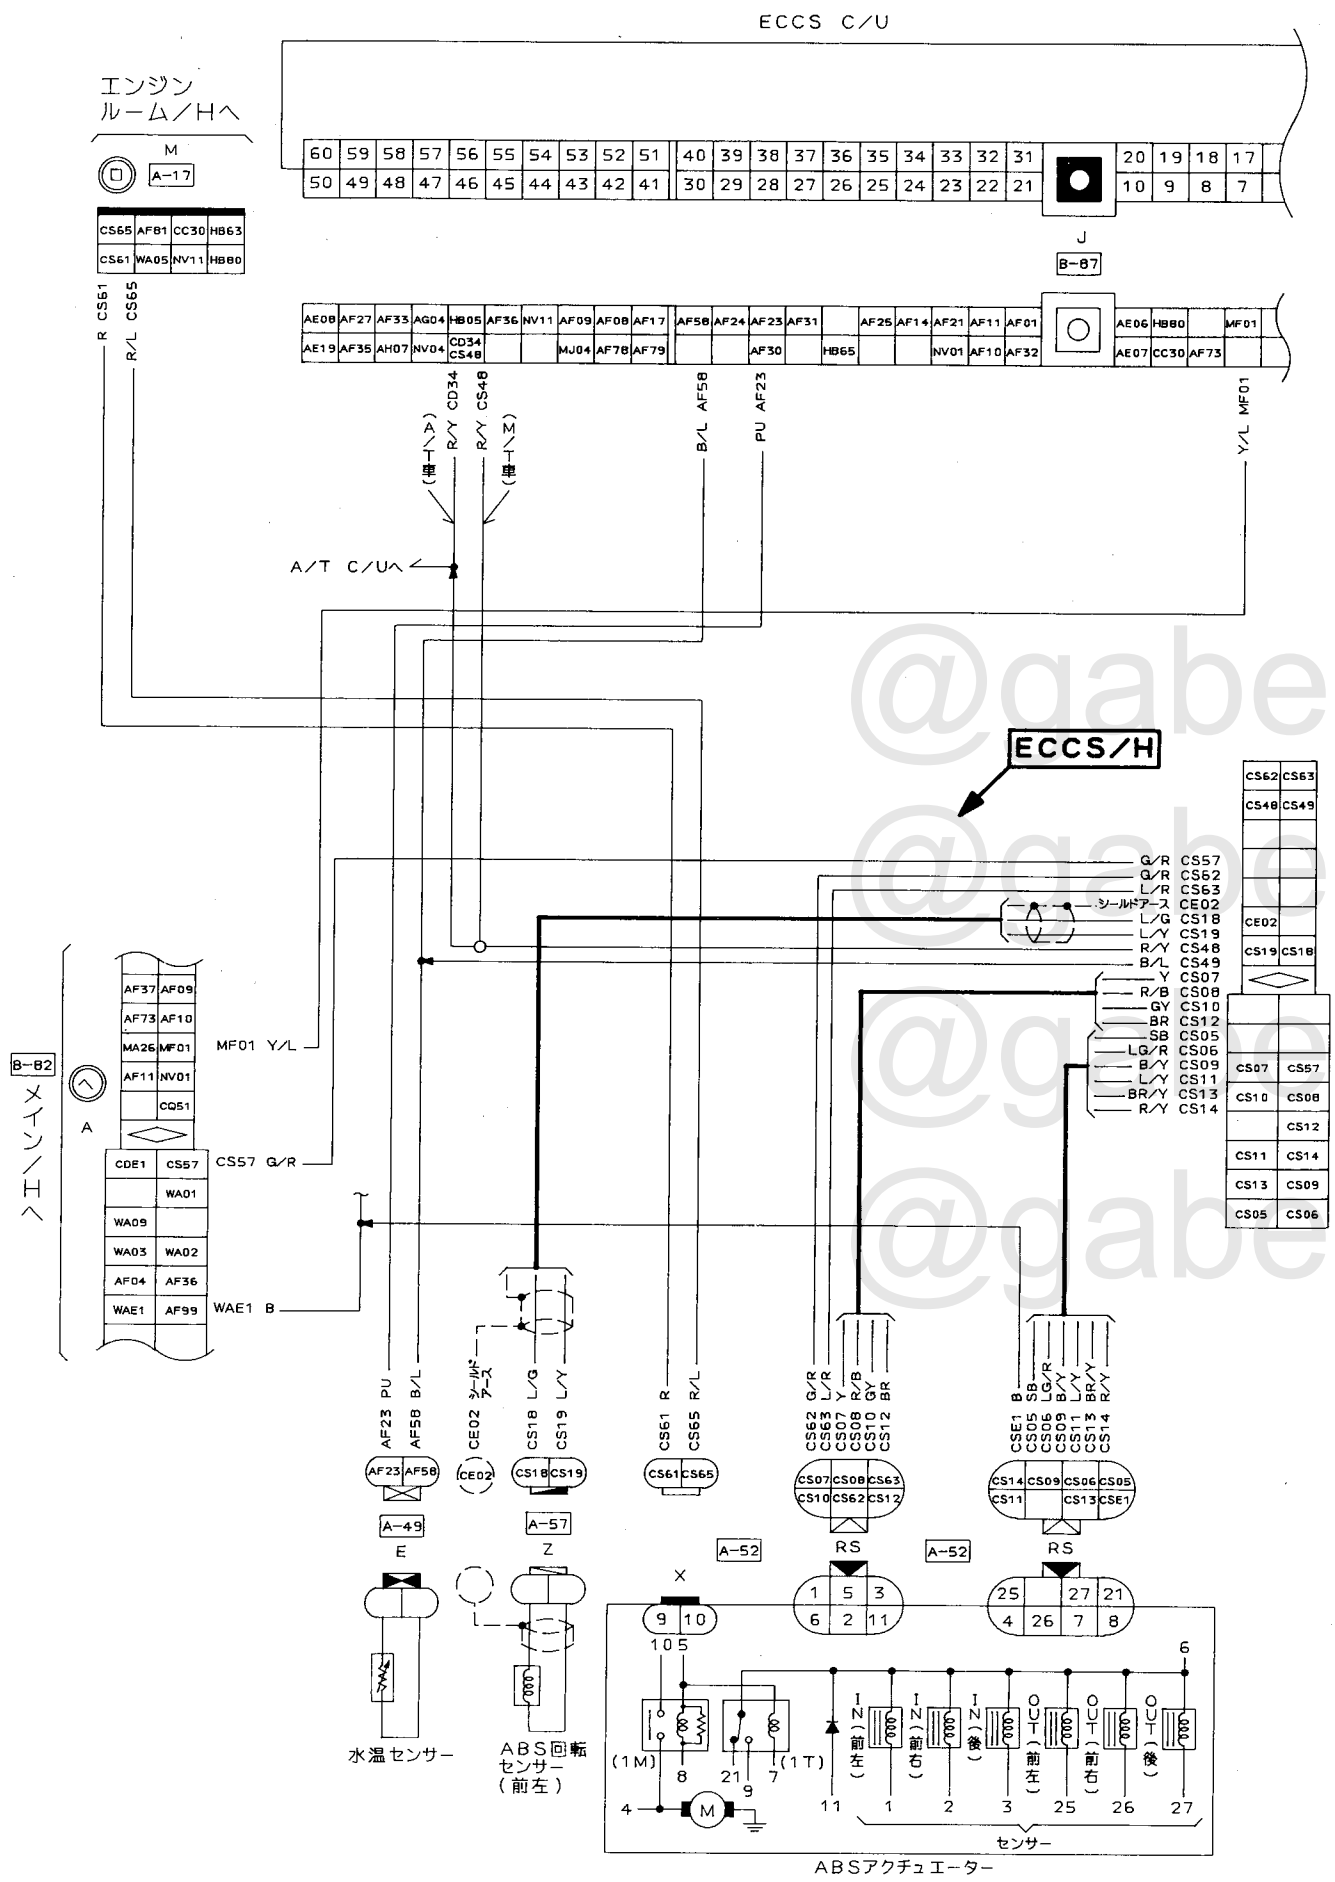 ECCS C/U
エンジン
ルーム/Hへ
M
A-17
60 59 58 57 56 55 54 53 52 51 40 39 38 37 36 35 34 33 32 31 20 19 18 17
50 49 48 47 46 45 44 43 42 41 30 29 28 27 26 25 24 23 22 21 10 9 8 7
J
B-87
CS65 AF81 CC30 HB63
CS61 WA05 NV11 HB80
R CS61
R/L CS65
AE08 AF27 AF33 AG04 HB05 AF36 NV11 AF09 AF08 AF17 AF58 AF24 AF23 AF31 AF25 AF14 AF21 AF11 AF01 AE06 HB80 MF01
AE19 AF35 AH07 NV04 CD34 CS48 MJ04 AF78 AF79 AF30 HB65 NV01 AF10 AF32 AE07 CC30 AF73
(A/T車)
R/Y CD34
R/Y CS48
(M/T車)
B/L AF58
PU AF23
Y/L MF01
A/T C/Uへ
@gabe
@gabe
@gabe
@gabe
ECCS/H
CS62 CS63
CS48 CS49
CE02
CS19 CS18
CS07 CS57
CS10 CS08
CS12
CS11 CS14
CS13 CS09
CS05 CS06
G/R CS57
G/R CS62
L/R CS63
シールドアース CE02
L/G CS18
L/Y CS19
R/Y CS48
B/L CS49
Y CS07
R/B CS08
GY CS10
BR CS12
SB CS05
LG/R CS06
B/Y CS09
L/Y CS11
BR/Y CS13
R/Y CS14
B-82
メイン/Hへ
A
AF37 AF09
AF73 AF10
MA26 MF01
AF11 NV01
CQ51
CDE1 CS57
WA01
WA09
WA03 WA02
AF04 AF36
WAE1 AF99
MF01 Y/L
CS57 G/R
WAE1 B
AF23 PU
AF58 B/L
CE02 シールドアース
CS18 L/G
CS19 L/Y
CS61 R
CS65 R/L
CS62 G/R
CS63 L/R
CS07 Y
CS08 R/B
CS10 GY
CS12 BR
CSE1 B
CS05 SB
CS06 LG/R
CS09 B/Y
CS11 L/Y
CS13 BR/Y
CS14 R/Y
AF23 AF58
CE02
CS18 CS19
CS61 CS65
CS07 CS08 CS63
CS10 CS62 CS12
CS14 CS09 CS06 CS05
CS11 CS13 CSE1
A-49
E
A-57
Z
A-52
X
RS
A-52
RS
9 10
1 5 3
6 2 11
25 27 21
4 26 7 8
10 5
6
(1M)
8
21
9
7
(1T)
4
M
11
IN(前左)
IN(前右)
IN(後)
OUT(前左)
OUT(前右)
OUT(後)
1 2 3 25 26 27
センサー
水温センサー
ABS回転
センサー
(前左)
ABSアクチュエーター